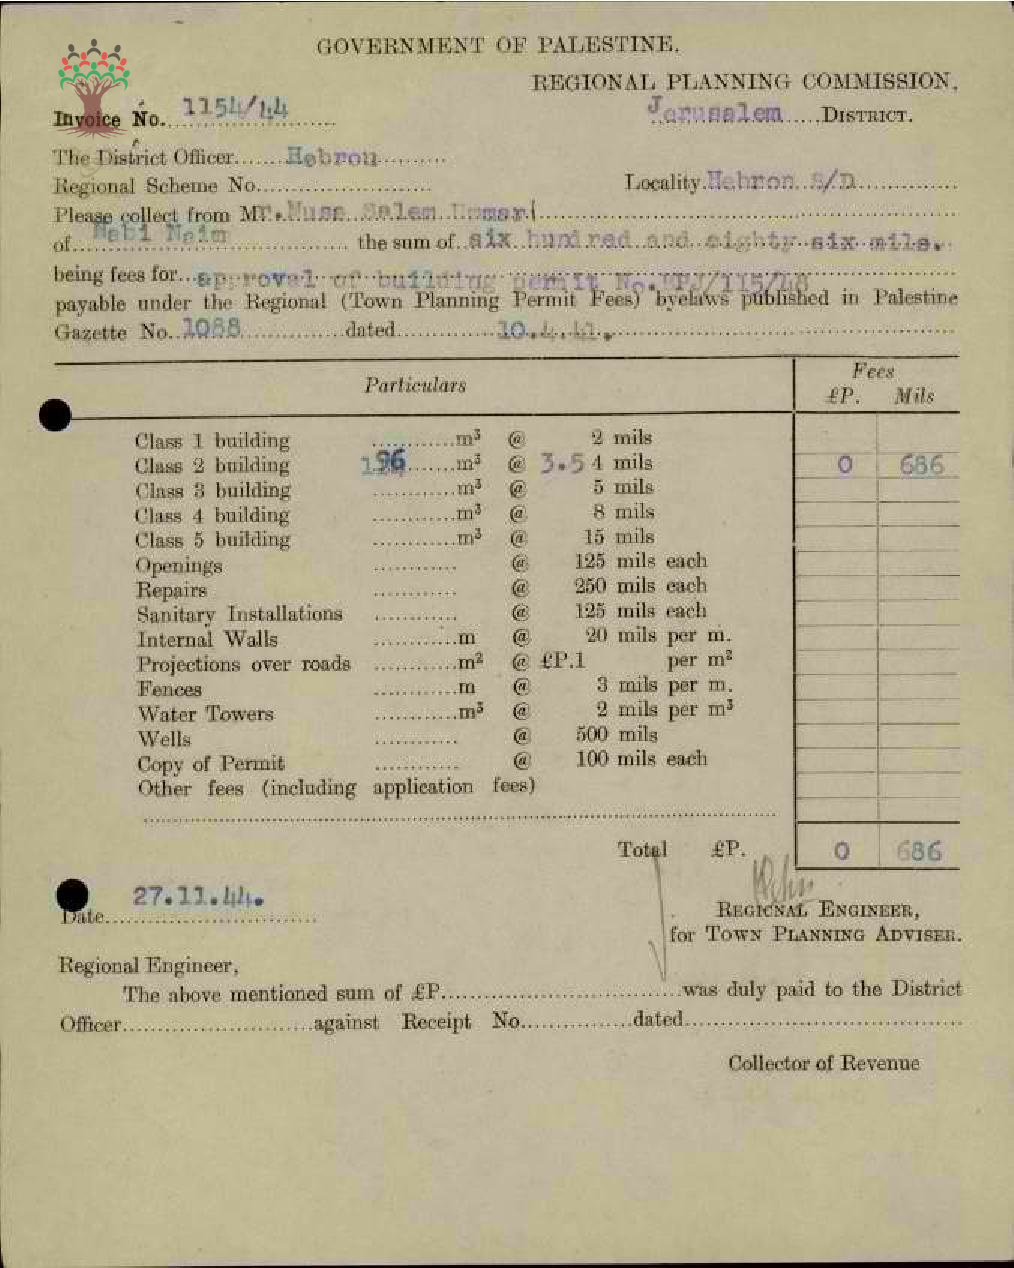 GOVERNMENT OF PALESTINE.
REGIONAL PLANNING COMMISSION,
Invoice No. 1154/44
Jerusalem DISTRICT.
The District Officer Hebron
Regional Scheme No. Locality Hebron S/D
Please collect from Mr. Musa Salem
of Nabi Naim the sum of six hundred and eighty six mils.
being fees for approval of building permit No.
payable under the Regional (Town Planning Permit Fees) byelaws published in Palestine
Gazette No. 1088 dated 10.4.41.
Particulars Fees
£P. Mils
Class 1 building m³ @ 2 mils
Class 2 building 196 m³ @ 3.5 4 mils 0 686
Class 3 building m³ @ 5 mils
Class 4 building m³ @ 8 mils
Class 5 building m³ @ 15 mils
Openings @ 125 mils each
Repairs @ 250 mils each
Sanitary Installations @ 125 mils each
Internal Walls m @ 20 mils per m.
Projections over roads m² @ £P.1 per m²
Fences m @ 3 mils per m.
Water Towers m³ @ 2 mils per m³
Wells @ 500 mils
Copy of Permit @ 100 mils each
Other fees (including application fees)
Total £P. 0 686
Date 27.11.44.
REGIONAL ENGINEER,
for TOWN PLANNING ADVISER.
Regional Engineer,
The above mentioned sum of £P. was duly paid to the District
Officer against Receipt No. dated
Collector of Revenue